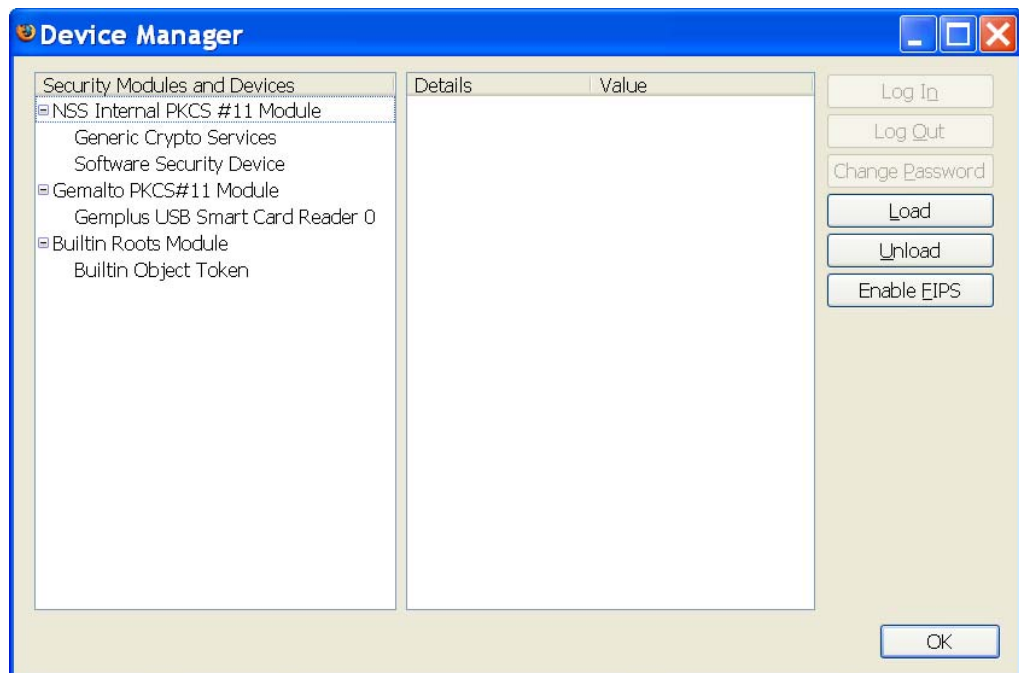 Device Manager
Security Modules and Devices
NSS Internal PKCS #11 Module
Generic Crypto Services
Software Security Device
Gemalto PKCS#11 Module
Gemplus USB Smart Card Reader 0
Builtin Roots Module
Builtin Object Token
Details Value
Log In
Log Out
Change Password
Load
Unload
Enable FIPS
OK